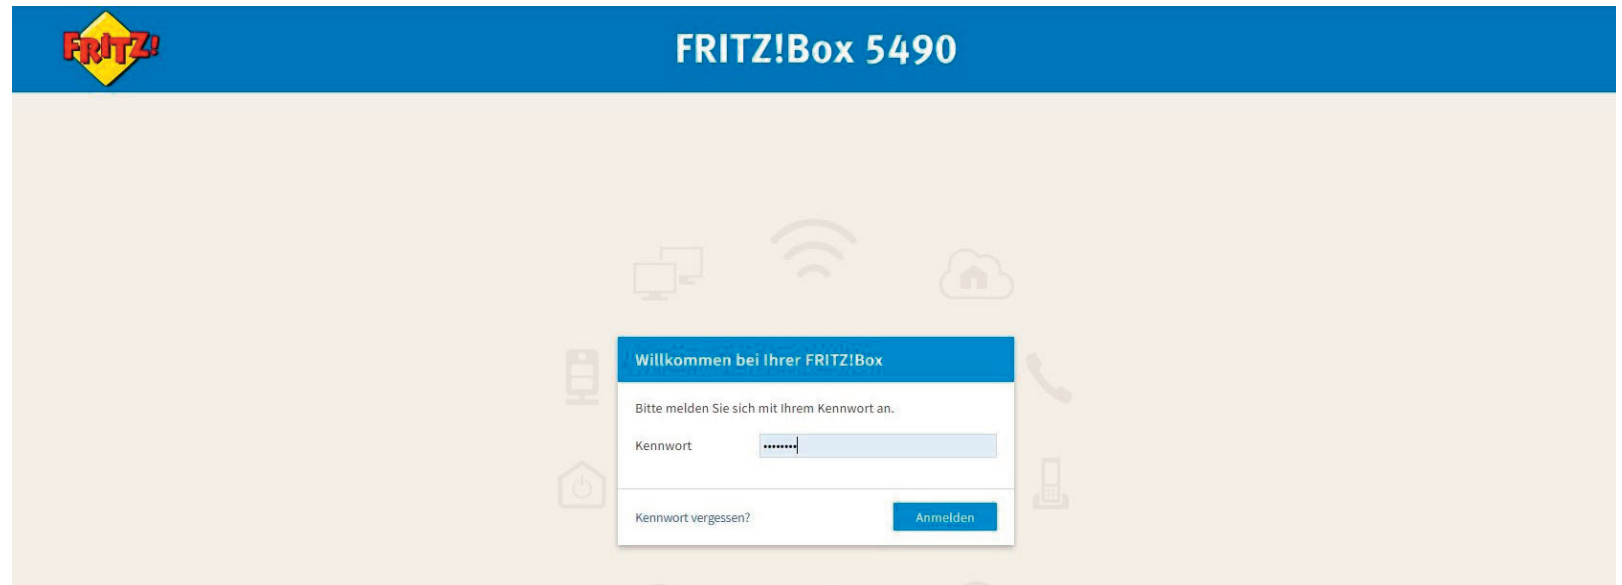 FRITZ!
FRITZ!Box 5490
Willkommen bei Ihrer FRITZ!Box
Bitte melden Sie sich mit Ihrem Kennwort an.
Kennwort ••••••••
Kennwort vergessen? Anmelden